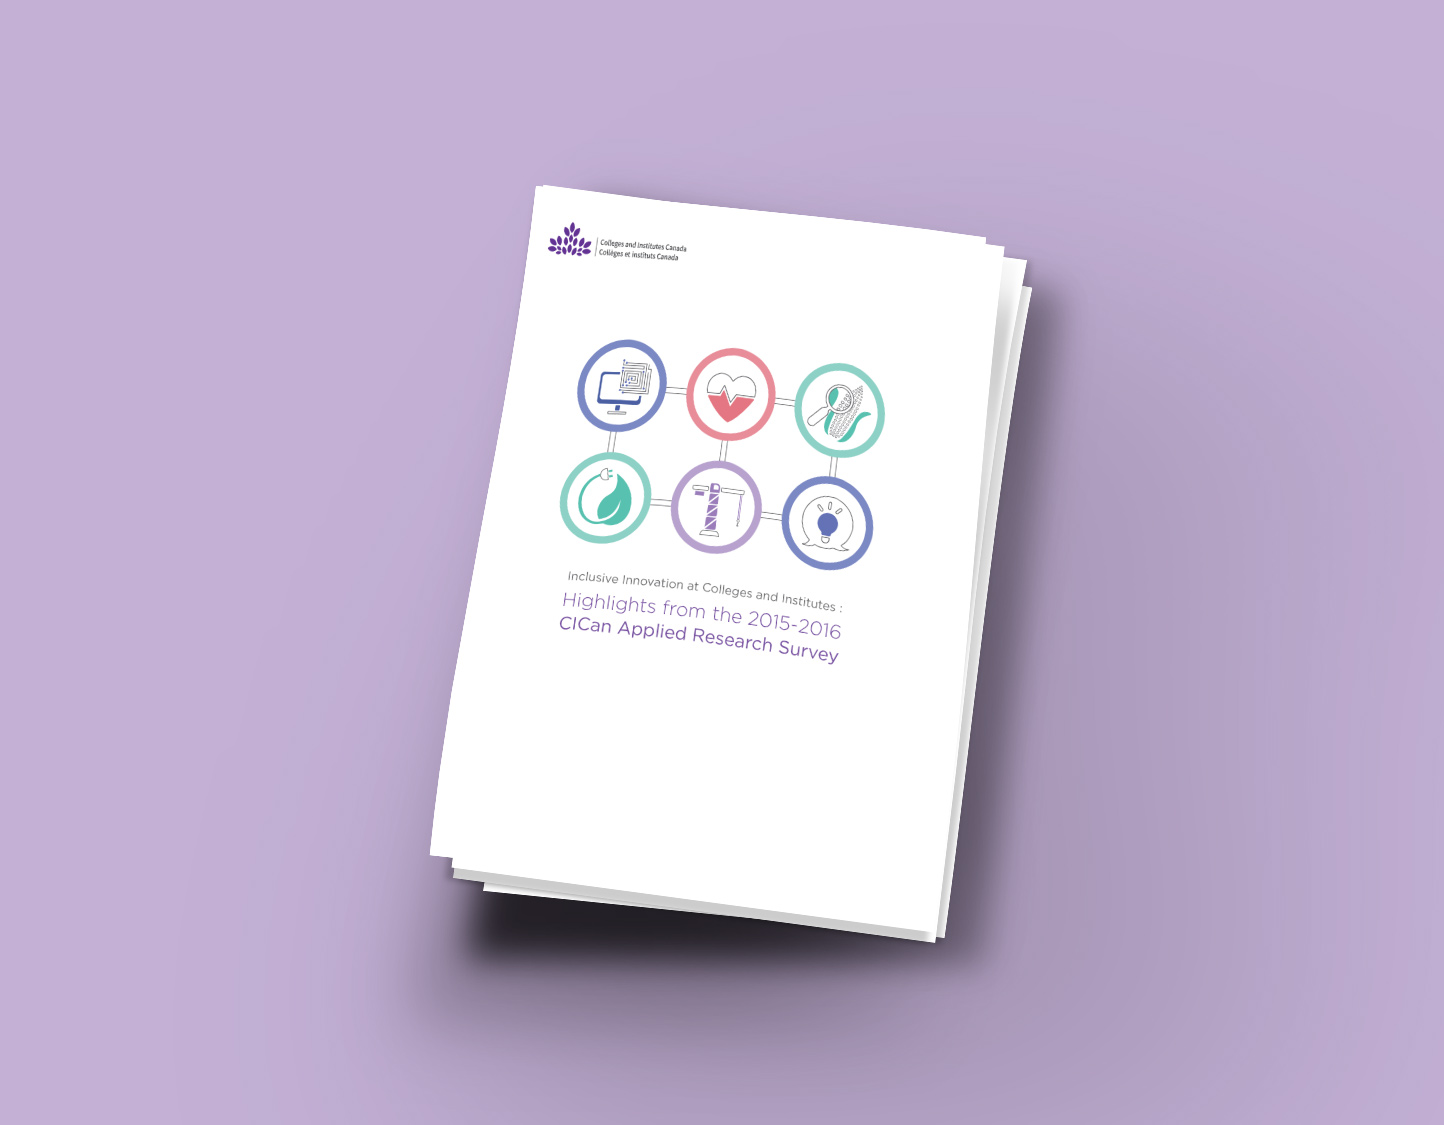 Colleges and Institutes Canada
Collèges et instituts Canada
Inclusive Innovation at Colleges and Institutes :
Highlights from the 2015-2016
CICan Applied Research Survey